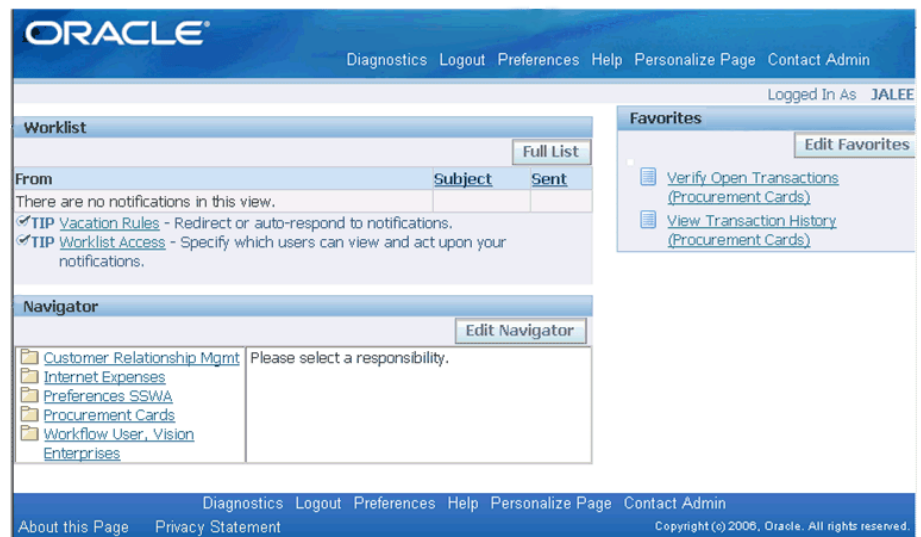 ORACLE®
Diagnostics Logout Preferences Help Personalize Page Contact Admin
Logged In As JALEE
Worklist
Full List
From Subject Sent
There are no notifications in this view.
TIP Vacation Rules - Redirect or auto-respond to notifications.
TIP Worklist Access - Specify which users can view and act upon your
notifications.
Favorites
Edit Favorites
Verify Open Transactions
(Procurement Cards)
View Transaction History
(Procurement Cards)
Navigator
Edit Navigator
Customer Relationship Mgmt
Internet Expenses
Preferences SSWA
Procurement Cards
Workflow User, Vision
Enterprises
Please select a responsibility.
Diagnostics Logout Preferences Help Personalize Page Contact Admin
About this Page Privacy Statement
Copyright (c) 2006, Oracle. All rights reserved.